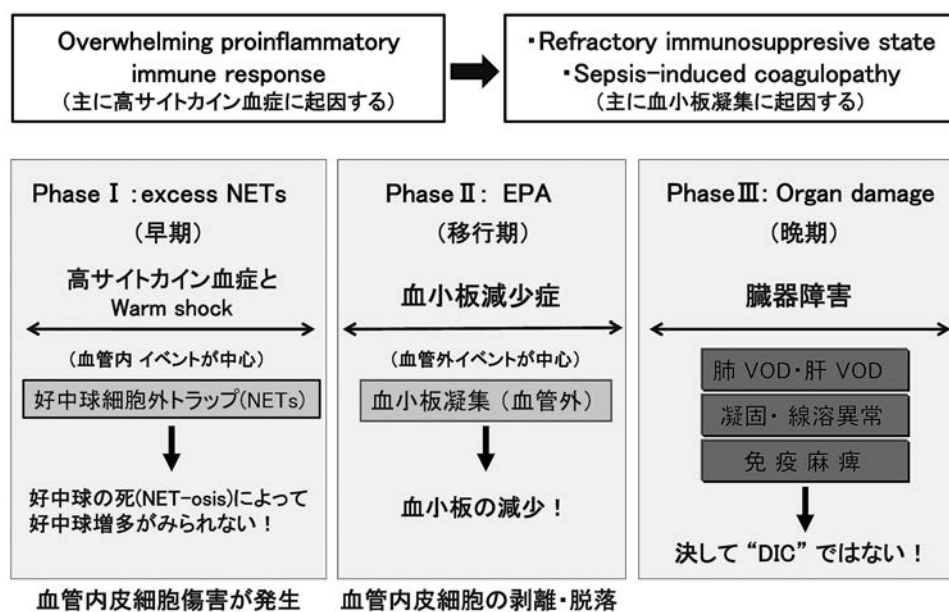 Overwhelming proinflammatory
immune response
(主に高サイトカイン血症に起因する)
・Refractory immunosuppresive state
・Sepsis-induced coagulopathy
(主に血小板凝集に起因する)
Phase Ⅰ:excess NETs
(早期)
高サイトカイン血症と
Warm shock
(血管内 イベントが中心)
好中球細胞外トラップ(NETs)
好中球の死(NET-osis)によって
好中球増多がみられない!
血管内皮細胞傷害が発生
Phase Ⅱ: EPA
(移行期)
血小板減少症
(血管外イベントが中心)
血小板凝集(血管外)
血小板の減少!
血管内皮細胞の剥離・脱落
Phase Ⅲ: Organ damage
(晩期)
臓器障害
肺 VOD・肝 VOD
凝固・線溶異常
免 疫 麻 痺
決して “DIC” ではない!